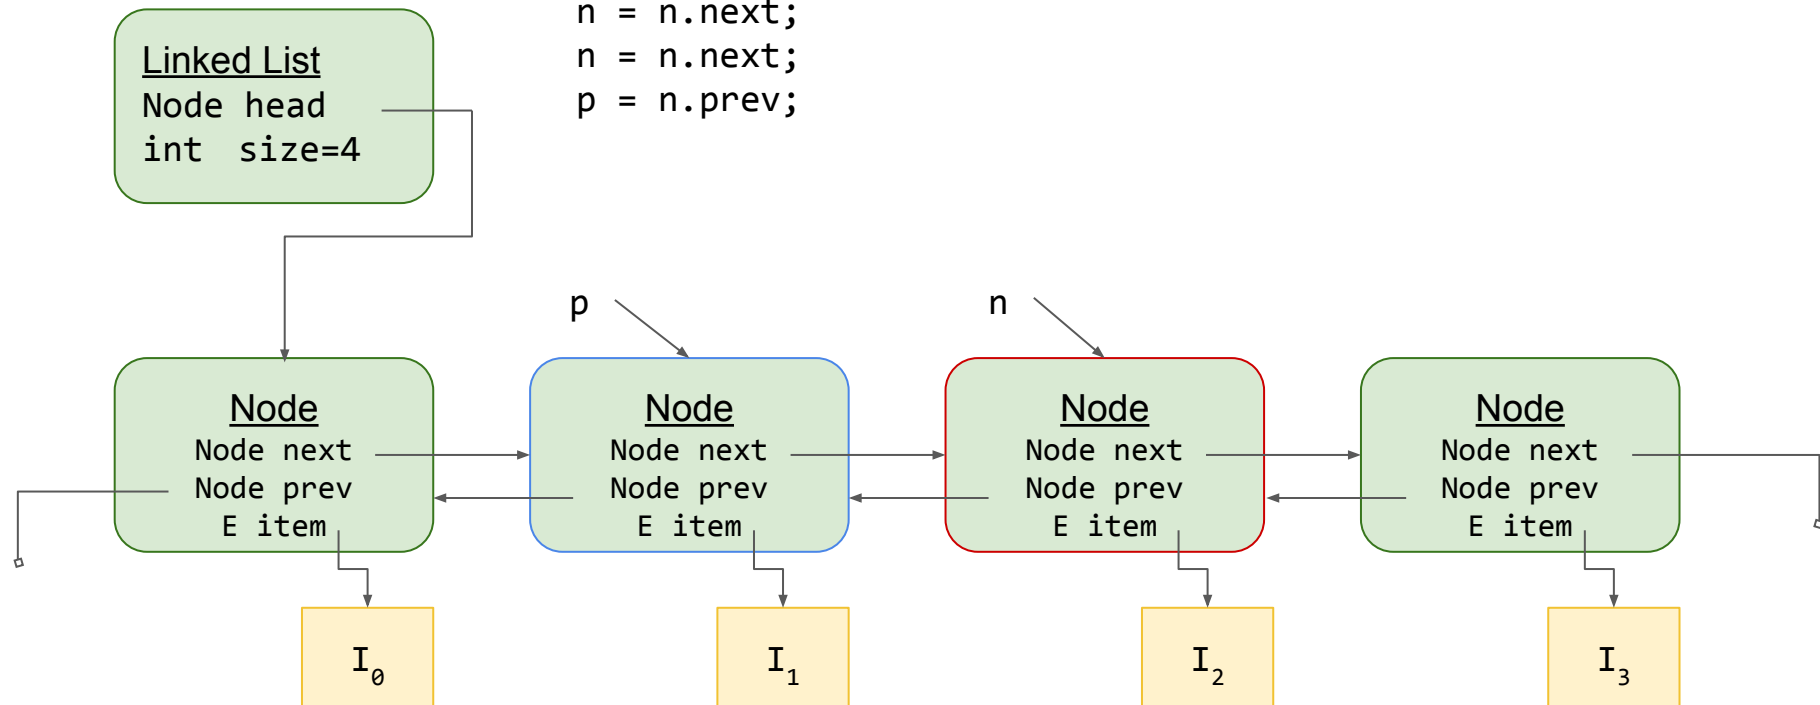 n = n.next;
n = n.next;
p = n.prev;
Linked List
Node head
int size=4
p
n
Node
Node next
Node prev
E item
Node
Node next
Node prev
E item
Node
Node next
Node prev
E item
Node
Node next
Node prev
E item
I₀
I₁
I₂
I₃